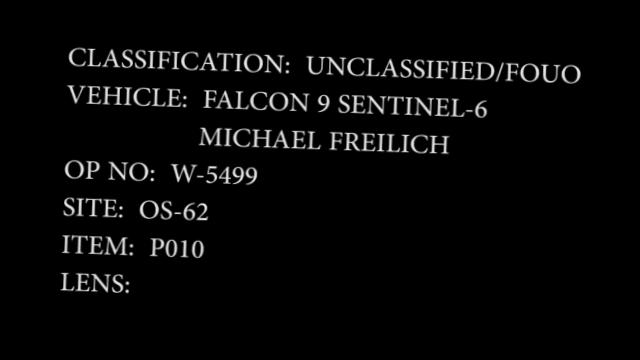 CLASSIFICATION: UNCLASSIFIED/FOUO
VEHICLE: FALCON 9 SENTINEL-6
MICHAEL FREILICH
OP NO: W-5499
SITE: OS-62
ITEM: P010
LENS: